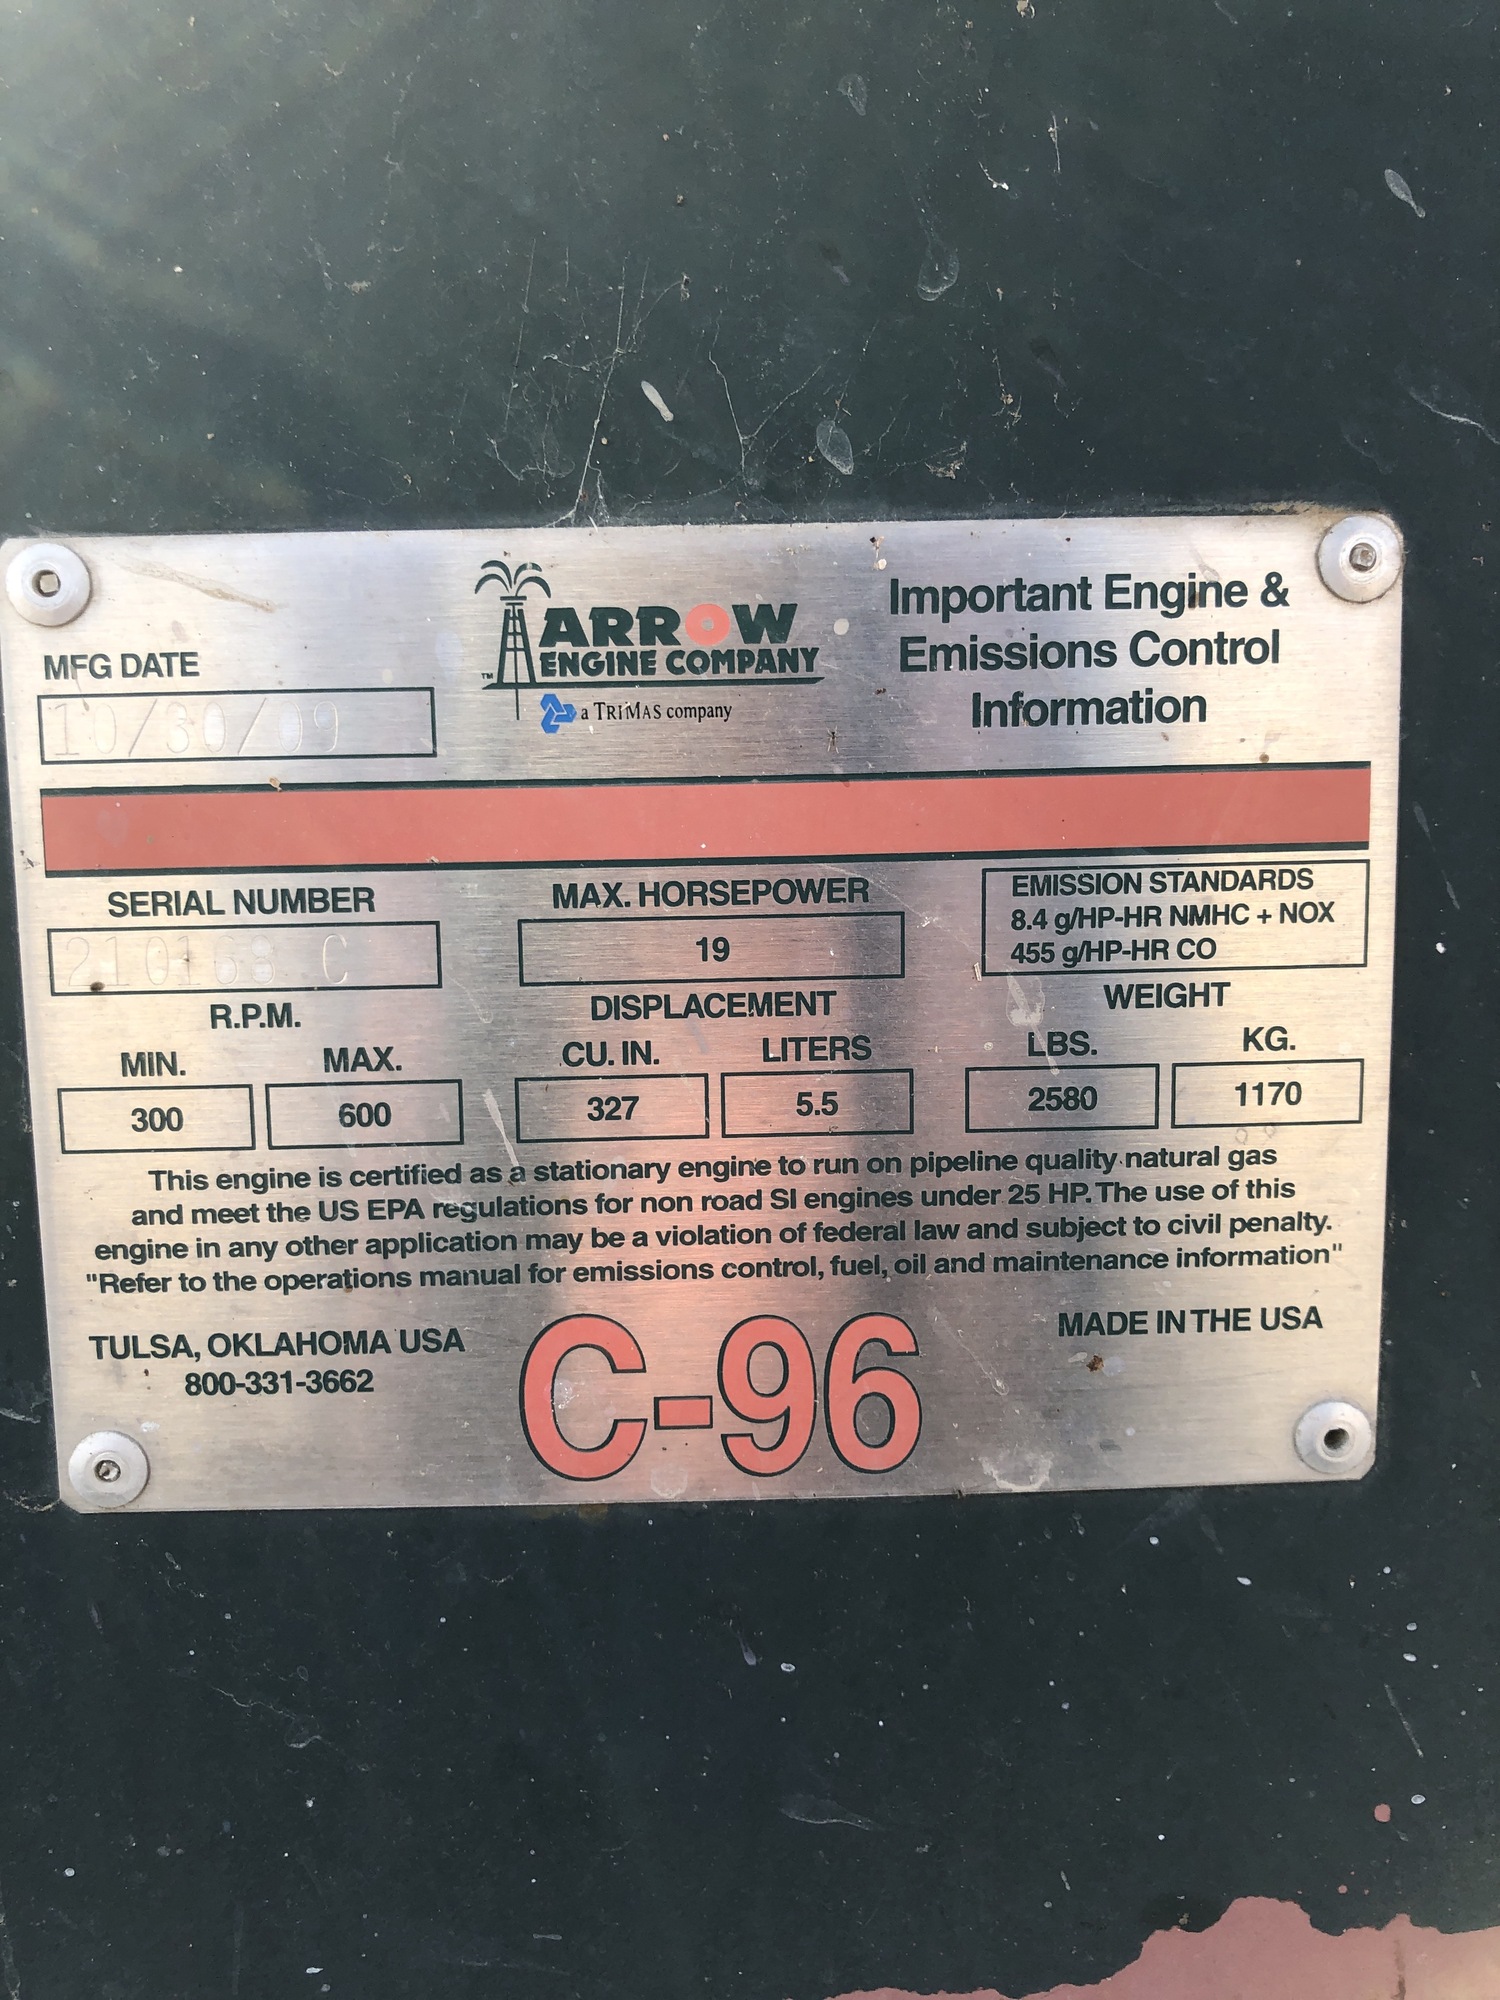 ARROW
ENGINE COMPANY
™
a TRIMAS company
Important Engine &
Emissions Control
Information
MFG DATE
10/30/09
SERIAL NUMBER
210168 C
MAX. HORSEPOWER
19
EMISSION STANDARDS
8.4 g/HP-HR NMHC + NOX
455 g/HP-HR CO
R.P.M.
MIN. MAX.
300 600
DISPLACEMENT
CU. IN. LITERS
327 5.5
WEIGHT
LBS. KG.
2580 1170
This engine is certified as a stationary engine to run on pipeline quality natural gas
and meet the US EPA regulations for non road SI engines under 25 HP. The use of this
engine in any other application may be a violation of federal law and subject to civil penalty.
"Refer to the operations manual for emissions control, fuel, oil and maintenance information"
TULSA, OKLAHOMA USA
800-331-3662
C-96
MADE IN THE USA